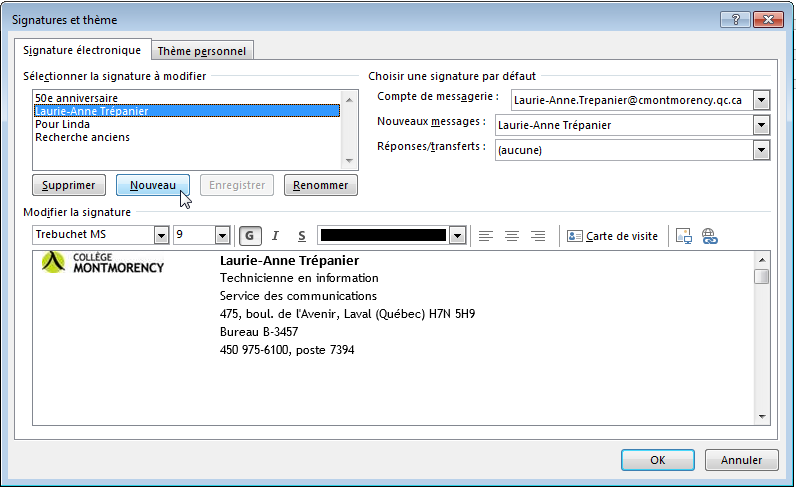 Signatures et thème
Signature électronique
Thème personnel
Sélectionner la signature à modifier
50e anniversaire
Laurie-Anne Trépanier
Pour Linda
Recherche anciens
Supprimer
Nouveau
Enregistrer
Renommer
Choisir une signature par défaut
Compte de messagerie : Laurie-Anne.Trepanier@cmontmorency.qc.ca
Nouveaux messages : Laurie-Anne Trépanier
Réponses/transferts : (aucune)
Modifier la signature
Trebuchet MS 9 G I S Carte de visite
COLLÈGE
MONTMORENCY
Laurie-Anne Trépanier
Technicienne en information
Service des communications
475, boul. de l'Avenir, Laval (Québec) H7N 5H9
Bureau B-3457
450 975-6100, poste 7394
OK
Annuler